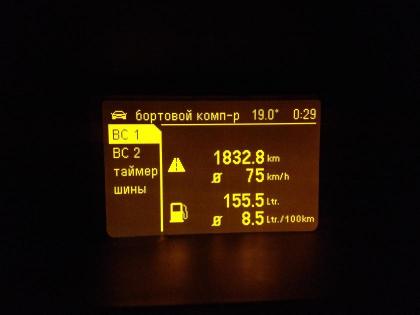 бортовой комп-р 19.0° 0:29
BC 1
BC 2
таймер
шины
1832.8 km
ø 75 km/h
155.5 Ltr.
ø 8.5 Ltr./100km